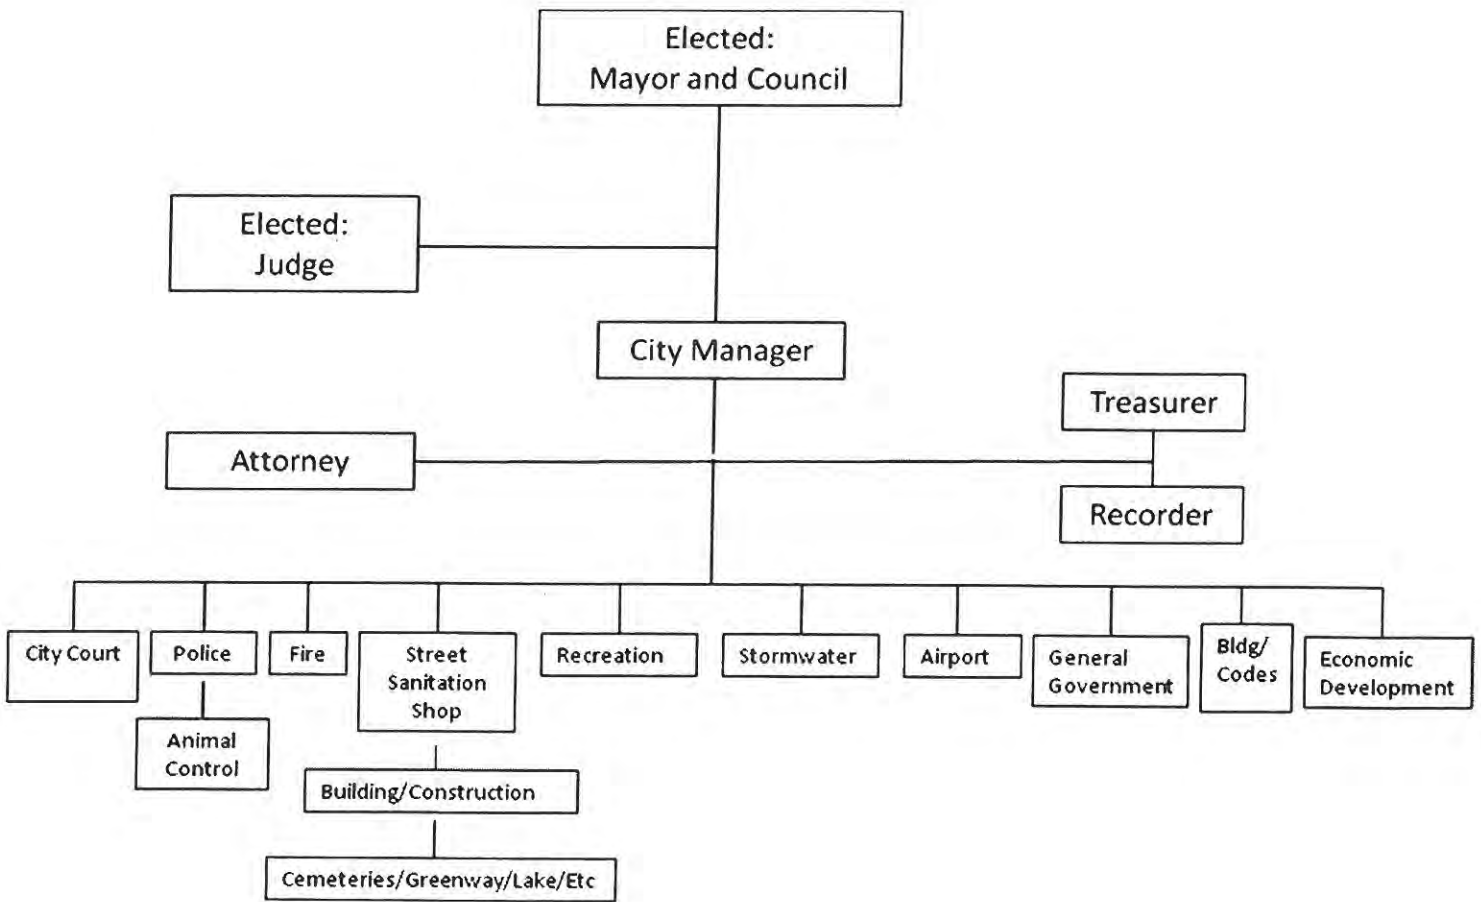 Elected:
Mayor and Council
Elected:
Judge
City Manager
Treasurer
Attorney
Recorder
City Court
Police
Fire
Street
Sanitation
Shop
Recreation
Stormwater
Airport
General
Government
Bldg/
Codes
Economic
Development
Animal
Control
Building/Construction
Cemeteries/Greenway/Lake/Etc